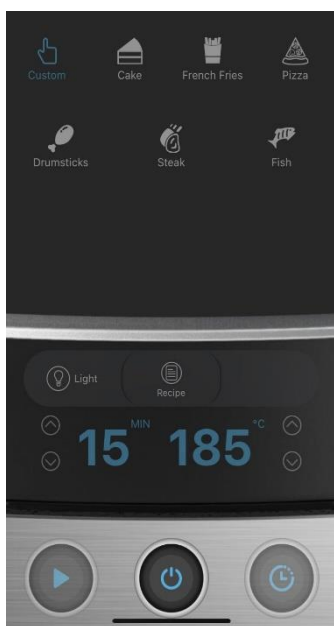 Custom Cake French Fries Pizza
Drumsticks Steak Fish
Light Recipe
15 MIN 185 °C